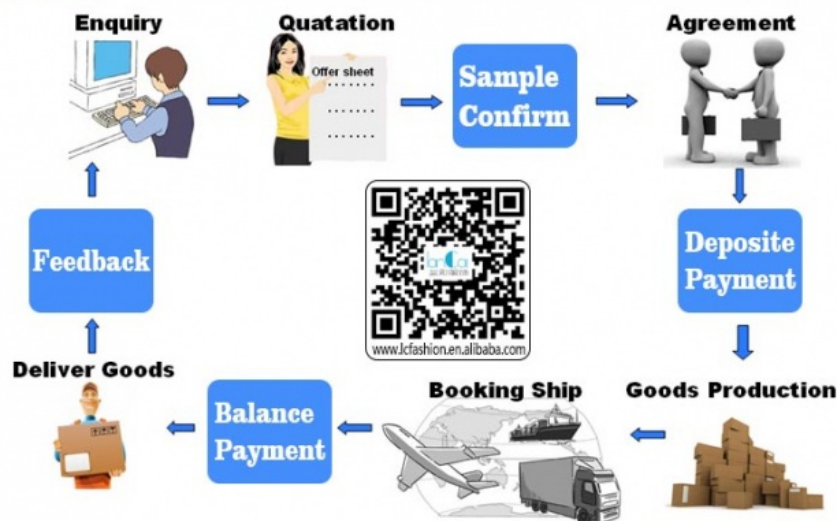 Enquiry
Quatation
Agreement
Offer sheet
Sample
Confirm
Feedback
Deposite
Payment
www.lcfashion.en.alibaba.com
Deliver Goods
Balance
Payment
Booking Ship
Goods Production